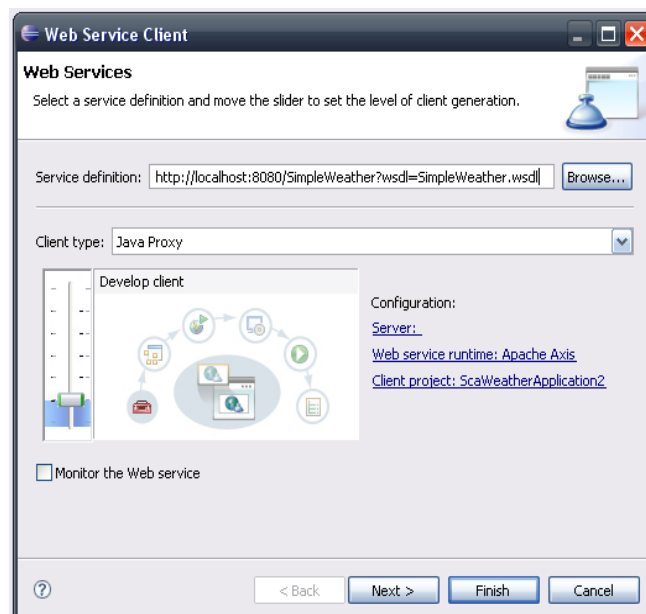 Web Service Client
Web Services
Select a service definition and move the slider to set the level of client generation.
Service definition: http://localhost:8080/SimpleWeather?wsdl=SimpleWeather.wsdl Browse...
Client type: Java Proxy
Develop client
Configuration:
Server:
Web service runtime: Apache Axis
Client project: ScaWeatherApplication2
Monitor the Web service
? < Back Next > Finish Cancel